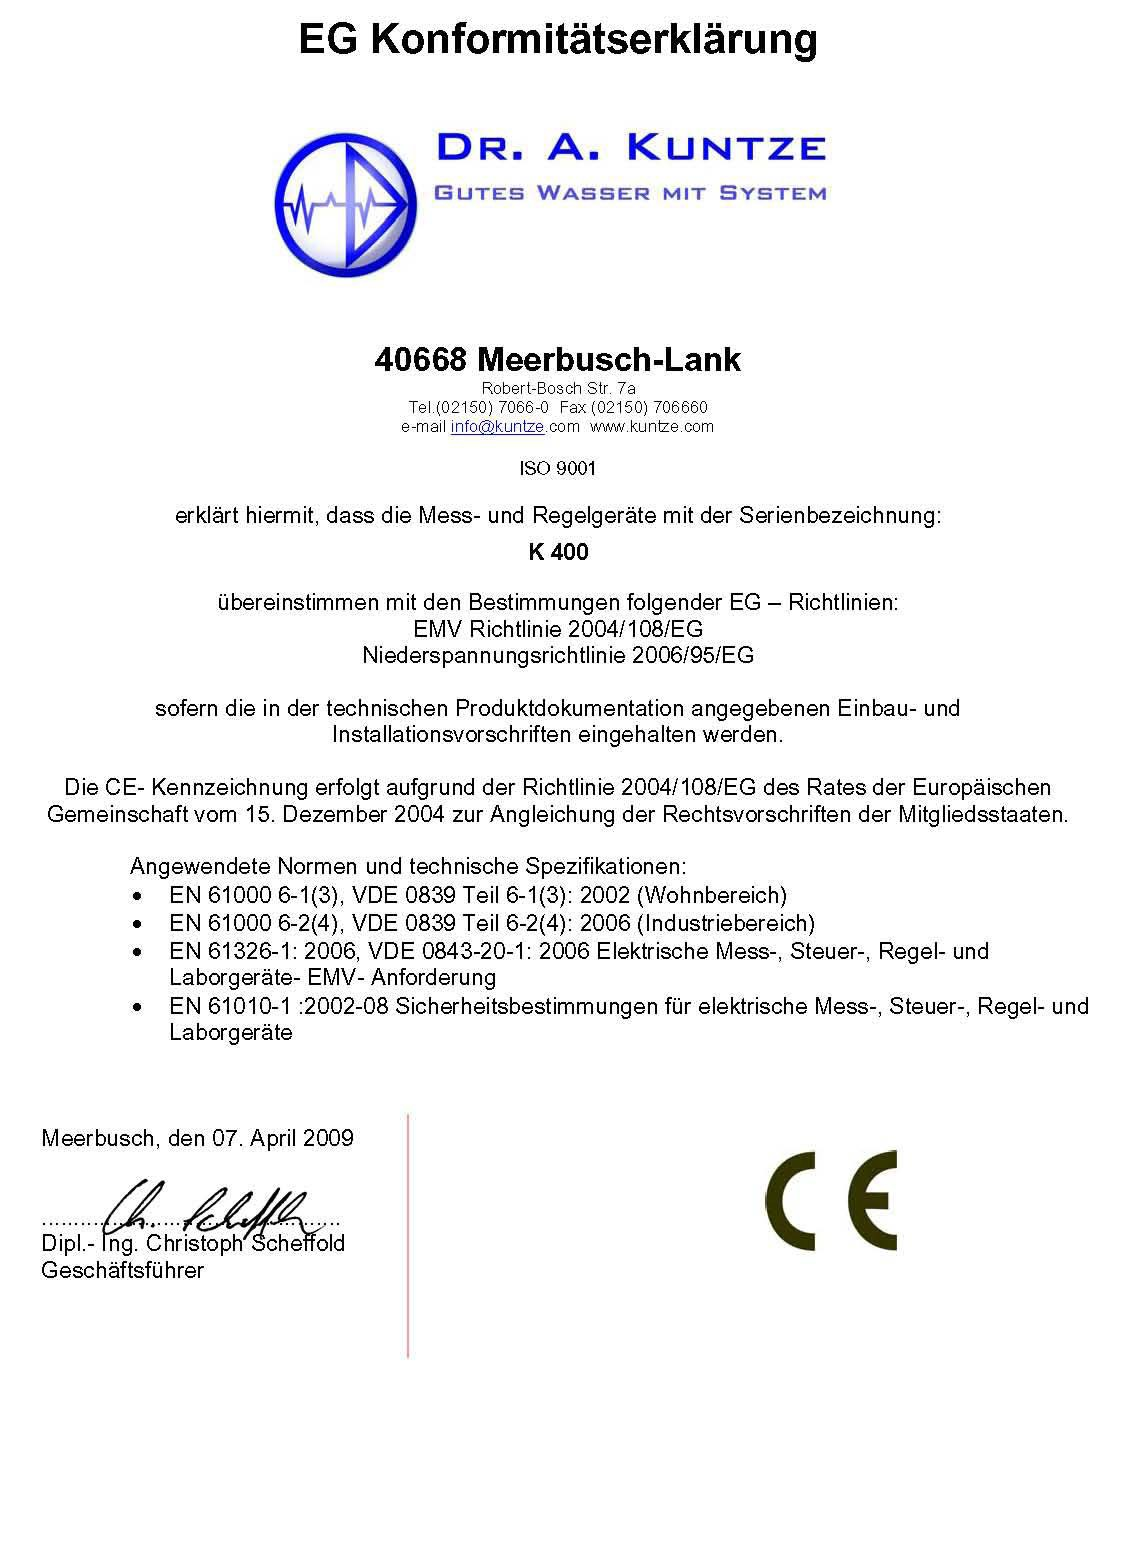 EG Konformitätserklärung
DR. A. KUNTZE
GUTES WASSER MIT SYSTEM
40668 Meerbusch-Lank
Robert-Bosch Str. 7a
Tel.(02150) 7066-0 Fax (02150) 706660
e-mail info@kuntze.com www.kuntze.com
ISO 9001
erklärt hiermit, dass die Mess- und Regelgeräte mit der Serienbezeichnung:
K 400
übereinstimmen mit den Bestimmungen folgender EG – Richtlinien:
EMV Richtlinie 2004/108/EG
Niederspannungsrichtlinie 2006/95/EG
sofern die in der technischen Produktdokumentation angegebenen Einbau- und
Installationsvorschriften eingehalten werden.
Die CE- Kennzeichnung erfolgt aufgrund der Richtlinie 2004/108/EG des Rates der Europäischen
Gemeinschaft vom 15. Dezember 2004 zur Angleichung der Rechtsvorschriften der Mitgliedsstaaten.
Angewendete Normen und technische Spezifikationen:
• EN 61000 6-1(3), VDE 0839 Teil 6-1(3): 2002 (Wohnbereich)
• EN 61000 6-2(4), VDE 0839 Teil 6-2(4): 2006 (Industriebereich)
• EN 61326-1: 2006, VDE 0843-20-1: 2006 Elektrische Mess-, Steuer-, Regel- und
Laborgeräte- EMV- Anforderung
• EN 61010-1 :2002-08 Sicherheitsbestimmungen für elektrische Mess-, Steuer-, Regel- und
Laborgeräte
Meerbusch, den 07. April 2009
Ch. Scheffold
Dipl.- Ing. Christoph Scheffold
Geschäftsführer
CE